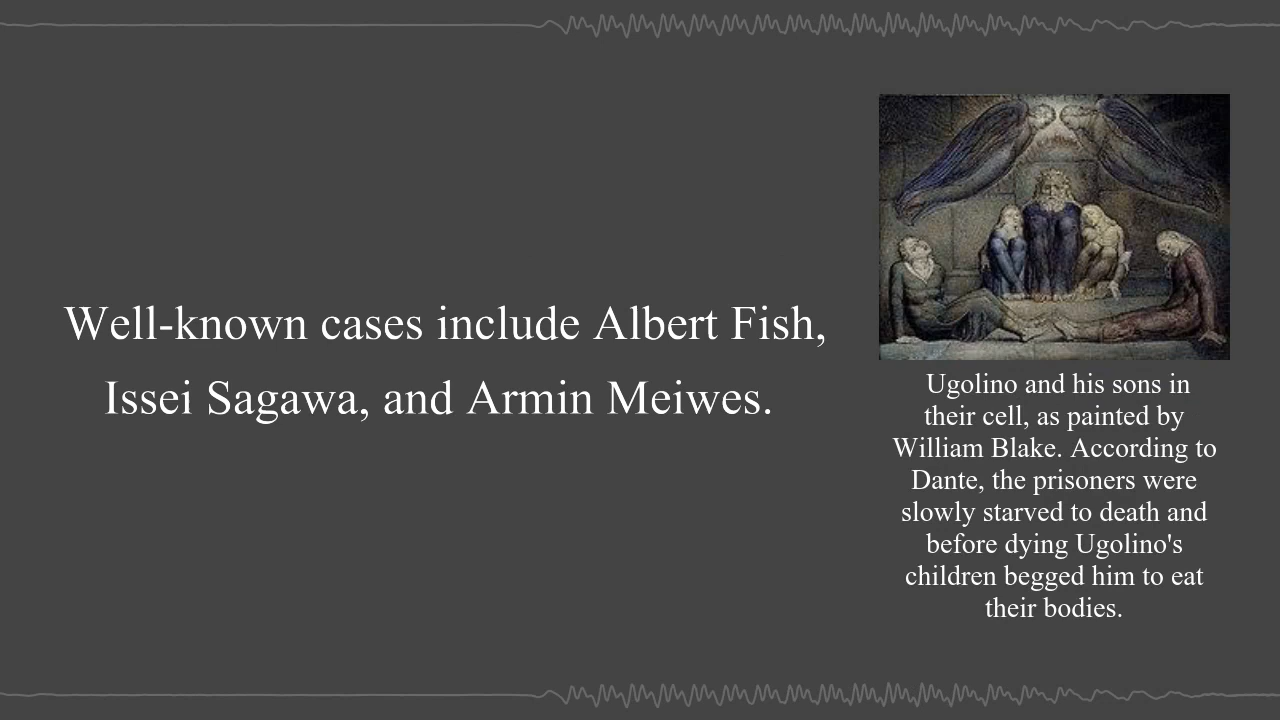 Well-known cases include Albert Fish,
Issei Sagawa, and Armin Meiwes.
Ugolino and his sons in
their cell, as painted by
William Blake. According to
Dante, the prisoners were
slowly starved to death and
before dying Ugolino's
children begged him to eat
their bodies.